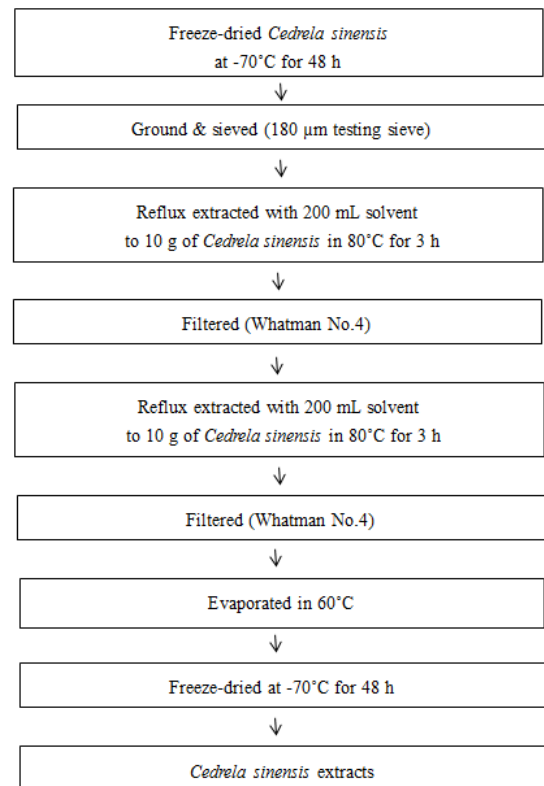 Freeze-dried Cedrela sinensis
at -70˚C for 48 h
Ground & sieved (180 μm testing sieve)
Reflux extracted with 200 mL solvent
to 10 g of Cedrela sinensis in 80˚C for 3 h
Filtered (Whatman No.4)
Reflux extracted with 200 mL solvent
to 10 g of Cedrela sinensis in 80˚C for 3 h
Filtered (Whatman No.4)
Evaporated in 60˚C
Freeze-dried at -70˚C for 48 h
Cedrela sinensis extracts